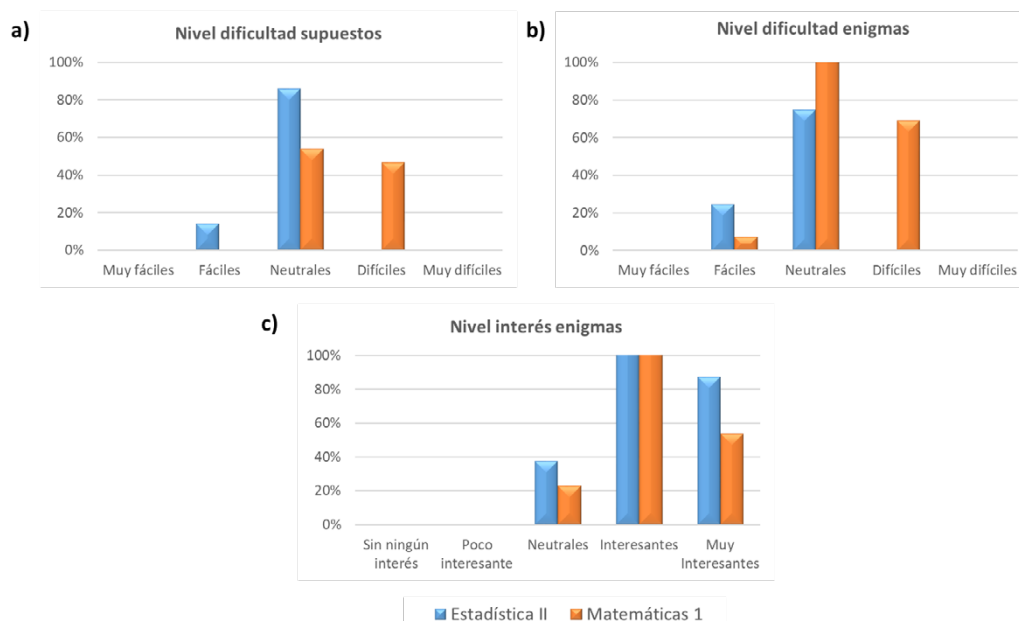 a)
Nivel dificultad supuestos
100%
80%
60%
40%
20%
0%
Muy fáciles Fáciles Neutrales Difíciles Muy difíciles
b)
Nivel dificultad enigmas
100%
80%
60%
40%
20%
0%
Muy fáciles Fáciles Neutrales Difíciles Muy difíciles
c)
Nivel interés enigmas
100%
80%
60%
40%
20%
0%
Sin ningún Poco Neutrales Interesantes Muy
interés interesante Interesantes
Estadística II Matemáticas 1